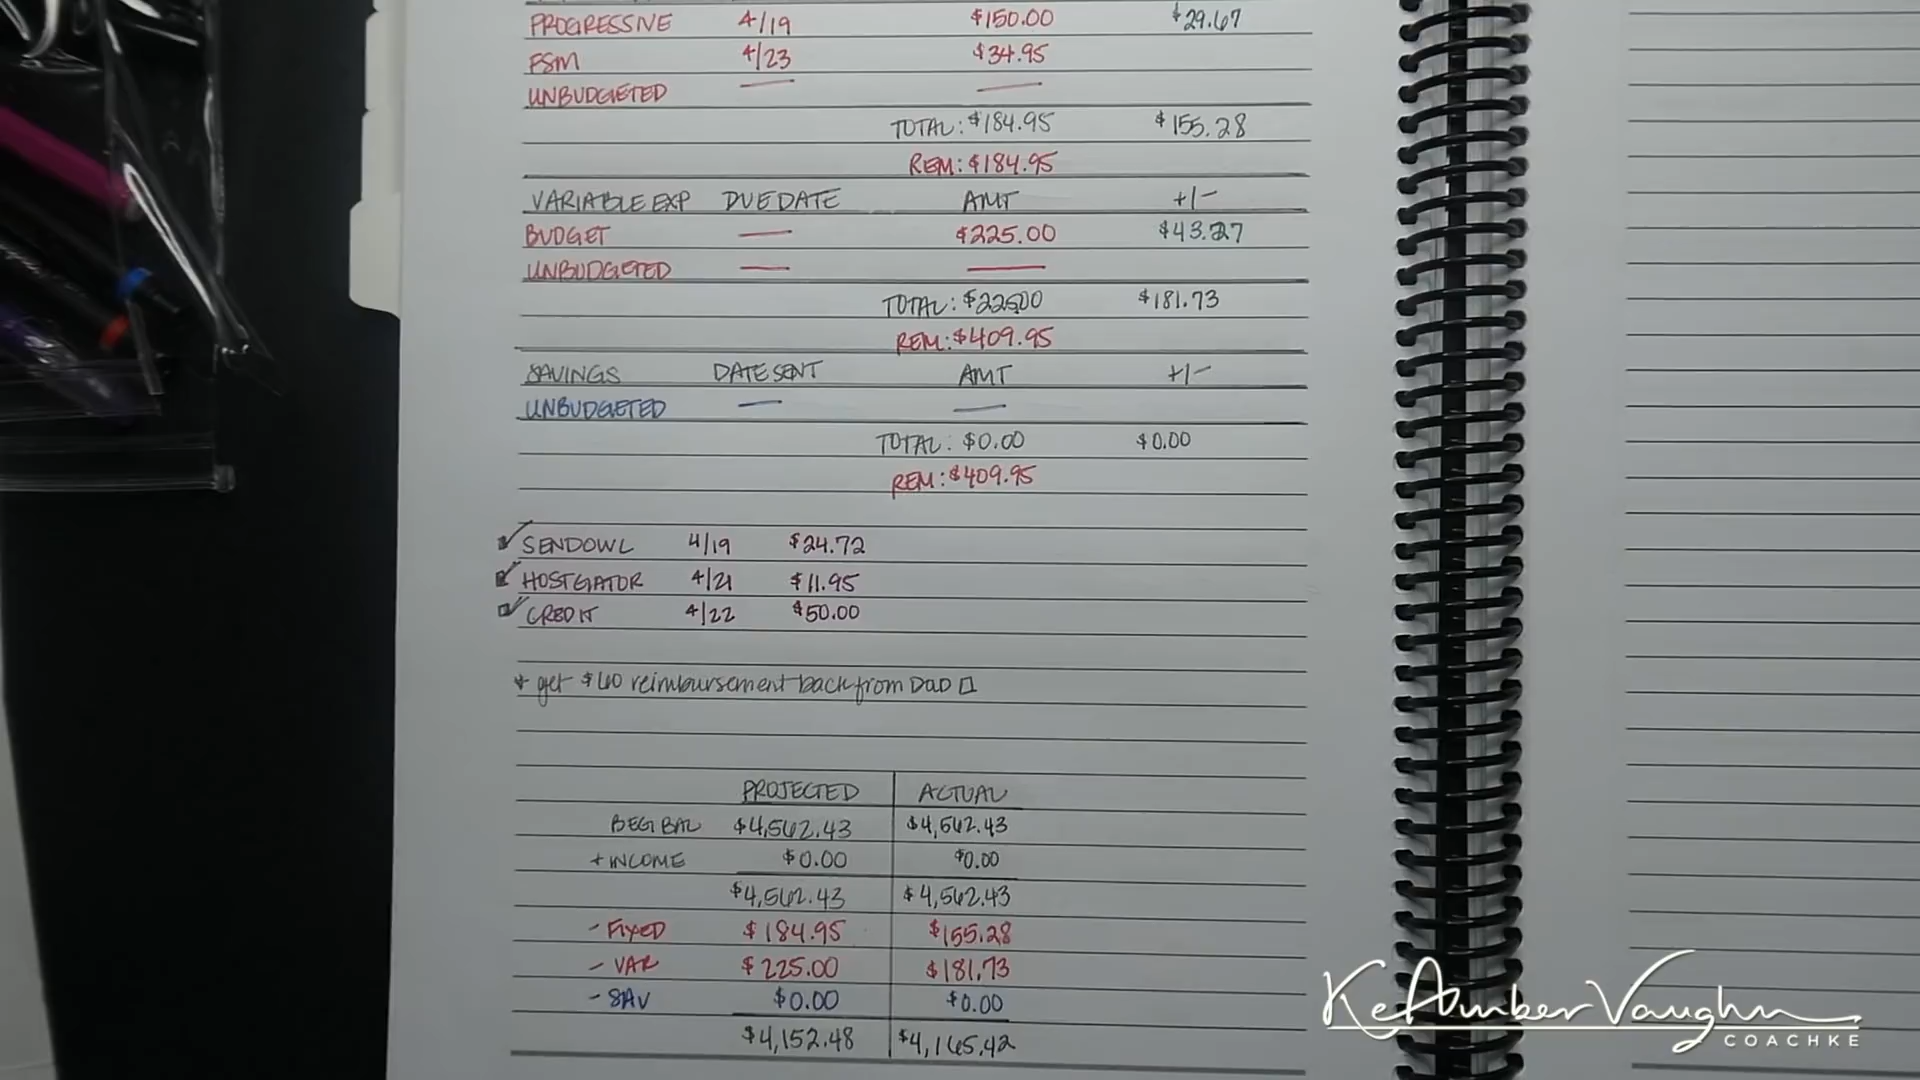 PROGRESSIVE 4/19 $150.00 $29.67
FSM 4/23 $34.95
UNBUDGETED — —
TOTAL: $184.95 $155.28
REM: $184.95
VARIABLE EXP DUE DATE AMT +/-
BUDGET — $225.00 $43.27
UNBUDGETED — —
TOTAL: $225.00 $181.73
REM: $409.95
SAVINGS DATE SENT AMT +/-
UNBUDGETED — —
TOTAL: $0.00 $0.00
REM: $409.95
SENDOWL 4/19 $24.72
HOSTGATOR 4/21 $11.95
CREDIT 4/22 $50.00
* get $60 reimbursement back from DAD
PROJECTED ACTUAL
BEG BAL $4,562.43 $4,562.43
+ INCOME $0.00 $0.00
$4,562.43 $4,562.43
- FIXED $184.95 $155.28
- VAR $225.00 $181.73
- SAV $0.00 $0.00
$4,152.48 $4,165.42
KeAmber Vaughn
COACHKE